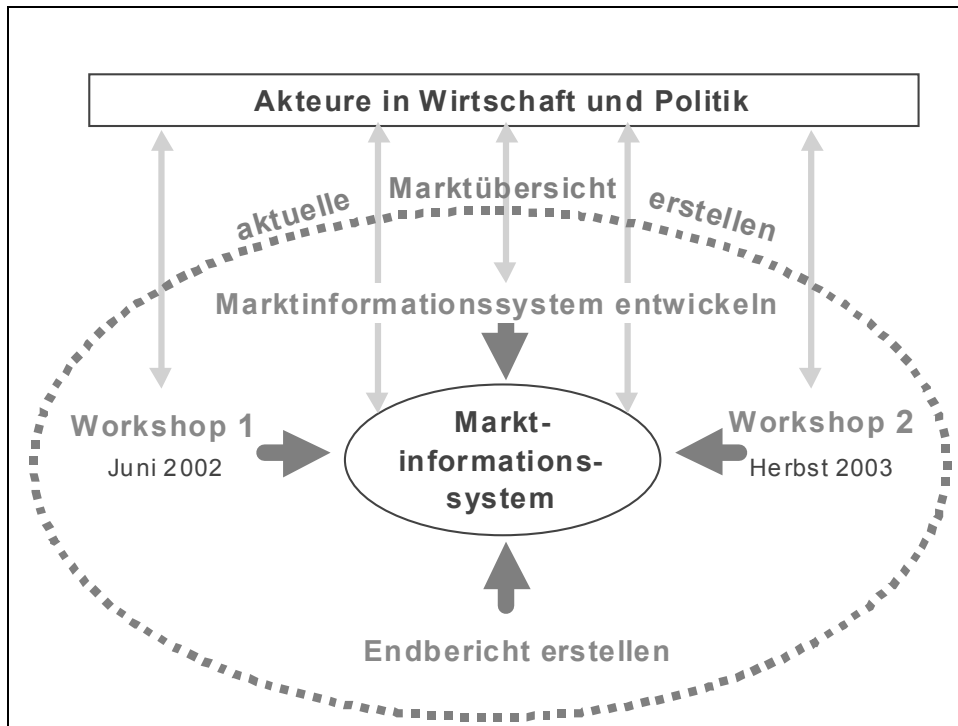 Akteure in Wirtschaft und Politik
aktuelle Marktübersicht erstellen
Marktinformationssystem entwickeln
Workshop 1
Juni 2002
Markt-
informations-
system
Workshop 2
Herbst 2003
Endbericht erstellen